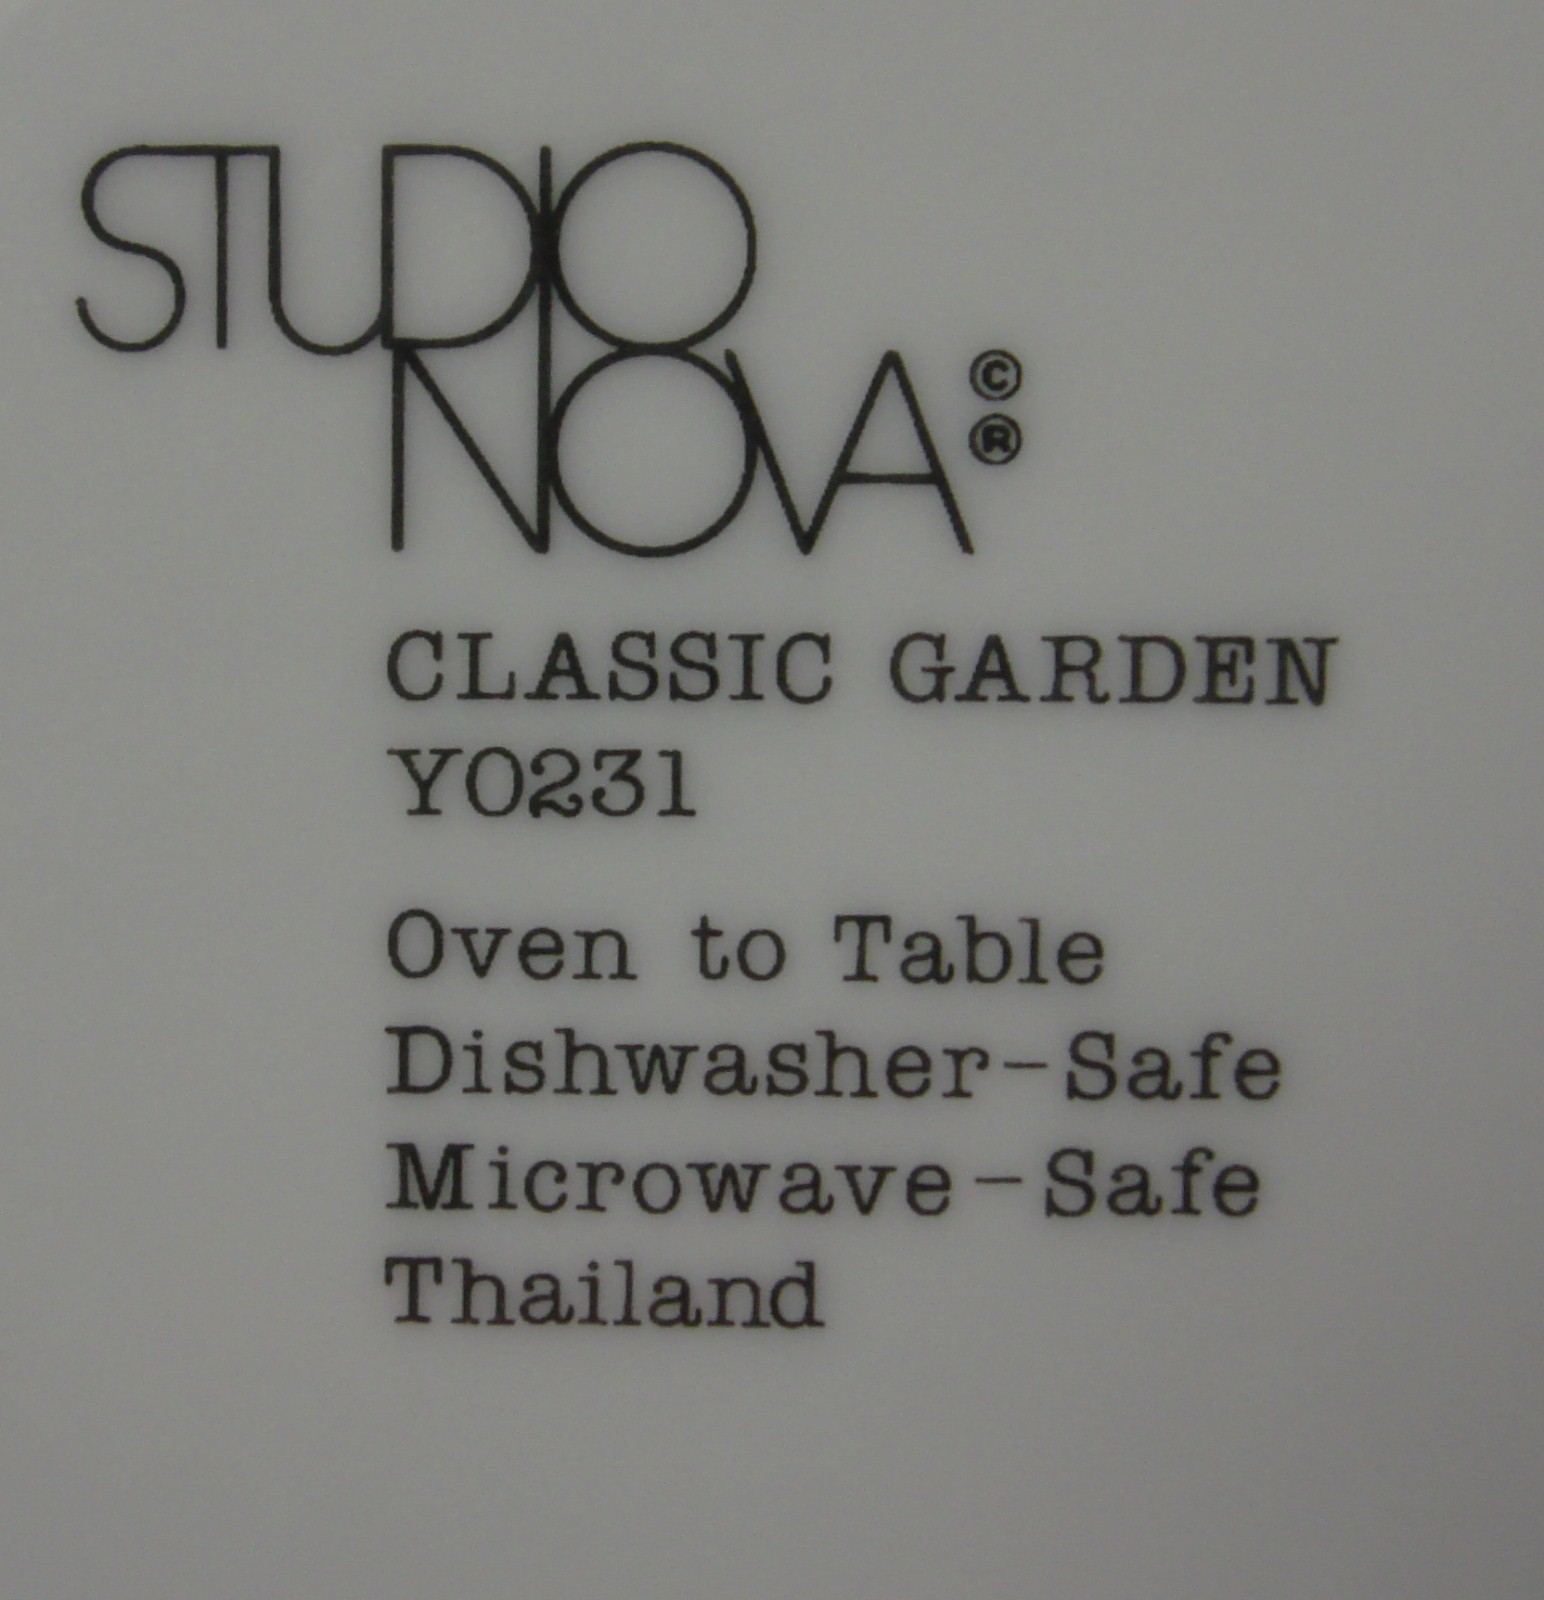 STUDIO
NOVA © ®
CLASSIC GARDEN
Y0231
Oven to Table
Dishwasher-Safe
Microwave-Safe
Thailand